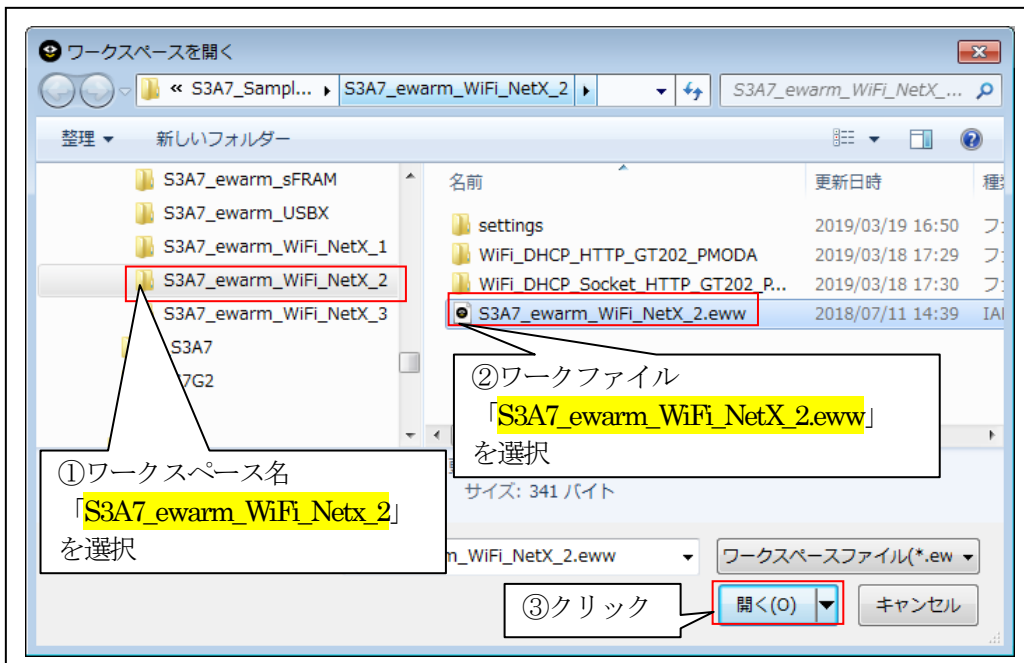 ワークスペースを開く
« S3A7_Sampl... ▸ S3A7_ewarm_WiFi_NetX_2 ▸
S3A7_ewarm_WiFi_NetX_...
整理 ▼ 新しいフォルダー
S3A7_ewarm_sFRAM
S3A7_ewarm_USBX
S3A7_ewarm_WiFi_NetX_1
S3A7_ewarm_WiFi_NetX_2
S3A7_ewarm_WiFi_NetX_3
S3A7
7G2
名前 更新日時
settings 2019/03/19 16:50
WiFi_DHCP_HTTP_GT202_PMODA 2019/03/18 17:29
WiFi_DHCP_Socket_HTTP_GT202_P... 2019/03/18 17:30
S3A7_ewarm_WiFi_NetX_2.eww 2018/07/11 14:39
①ワークスペース名
「S3A7_ewarm_WiFi_Netx_2」
を選択
②ワークファイル
「S3A7_ewarm_WiFi_NetX_2.eww」
を選択
サイズ: 341 バイト
m_WiFi_NetX_2.eww ワークスペースファイル(*.ew
③クリック
開く(O) キャンセル